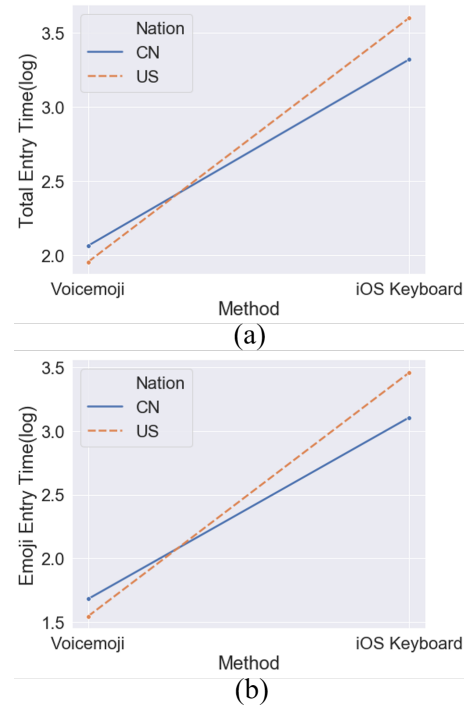 Total Entry Time(log)
3.5
3.0
2.5
2.0
Nation
CN
US
Voicemoji
iOS Keyboard
Method
(a)
Emoji Entry Time(log)
3.5
3.0
2.5
2.0
1.5
Nation
CN
US
Voicemoji
iOS Keyboard
Method
(b)